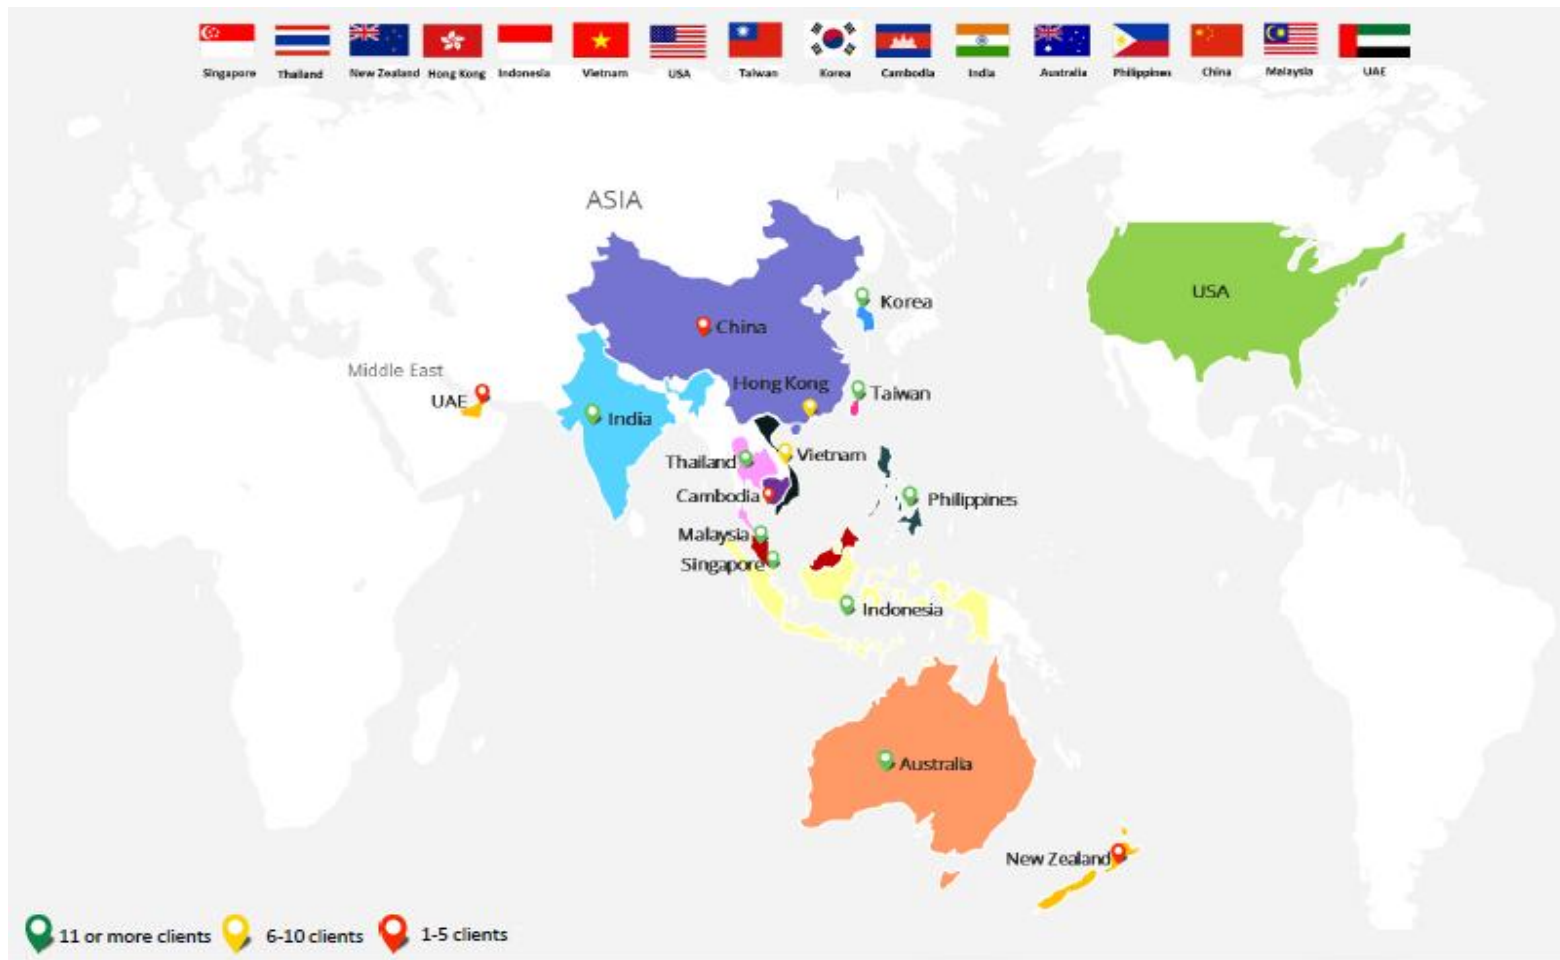 Singapore Thailand New Zealand Hong Kong Indonesia Vietnam USA Taiwan Korea Cambodia India Australia Philippines China Malaysia UAE
ASIA
USA
Korea
China
Middle East
Hong Kong
Taiwan
UAE
India
Vietnam
Thailand
Cambodia
Philippines
Malaysia
Singapore
Indonesia
Australia
New Zealand
11 or more clients 6-10 clients 1-5 clients